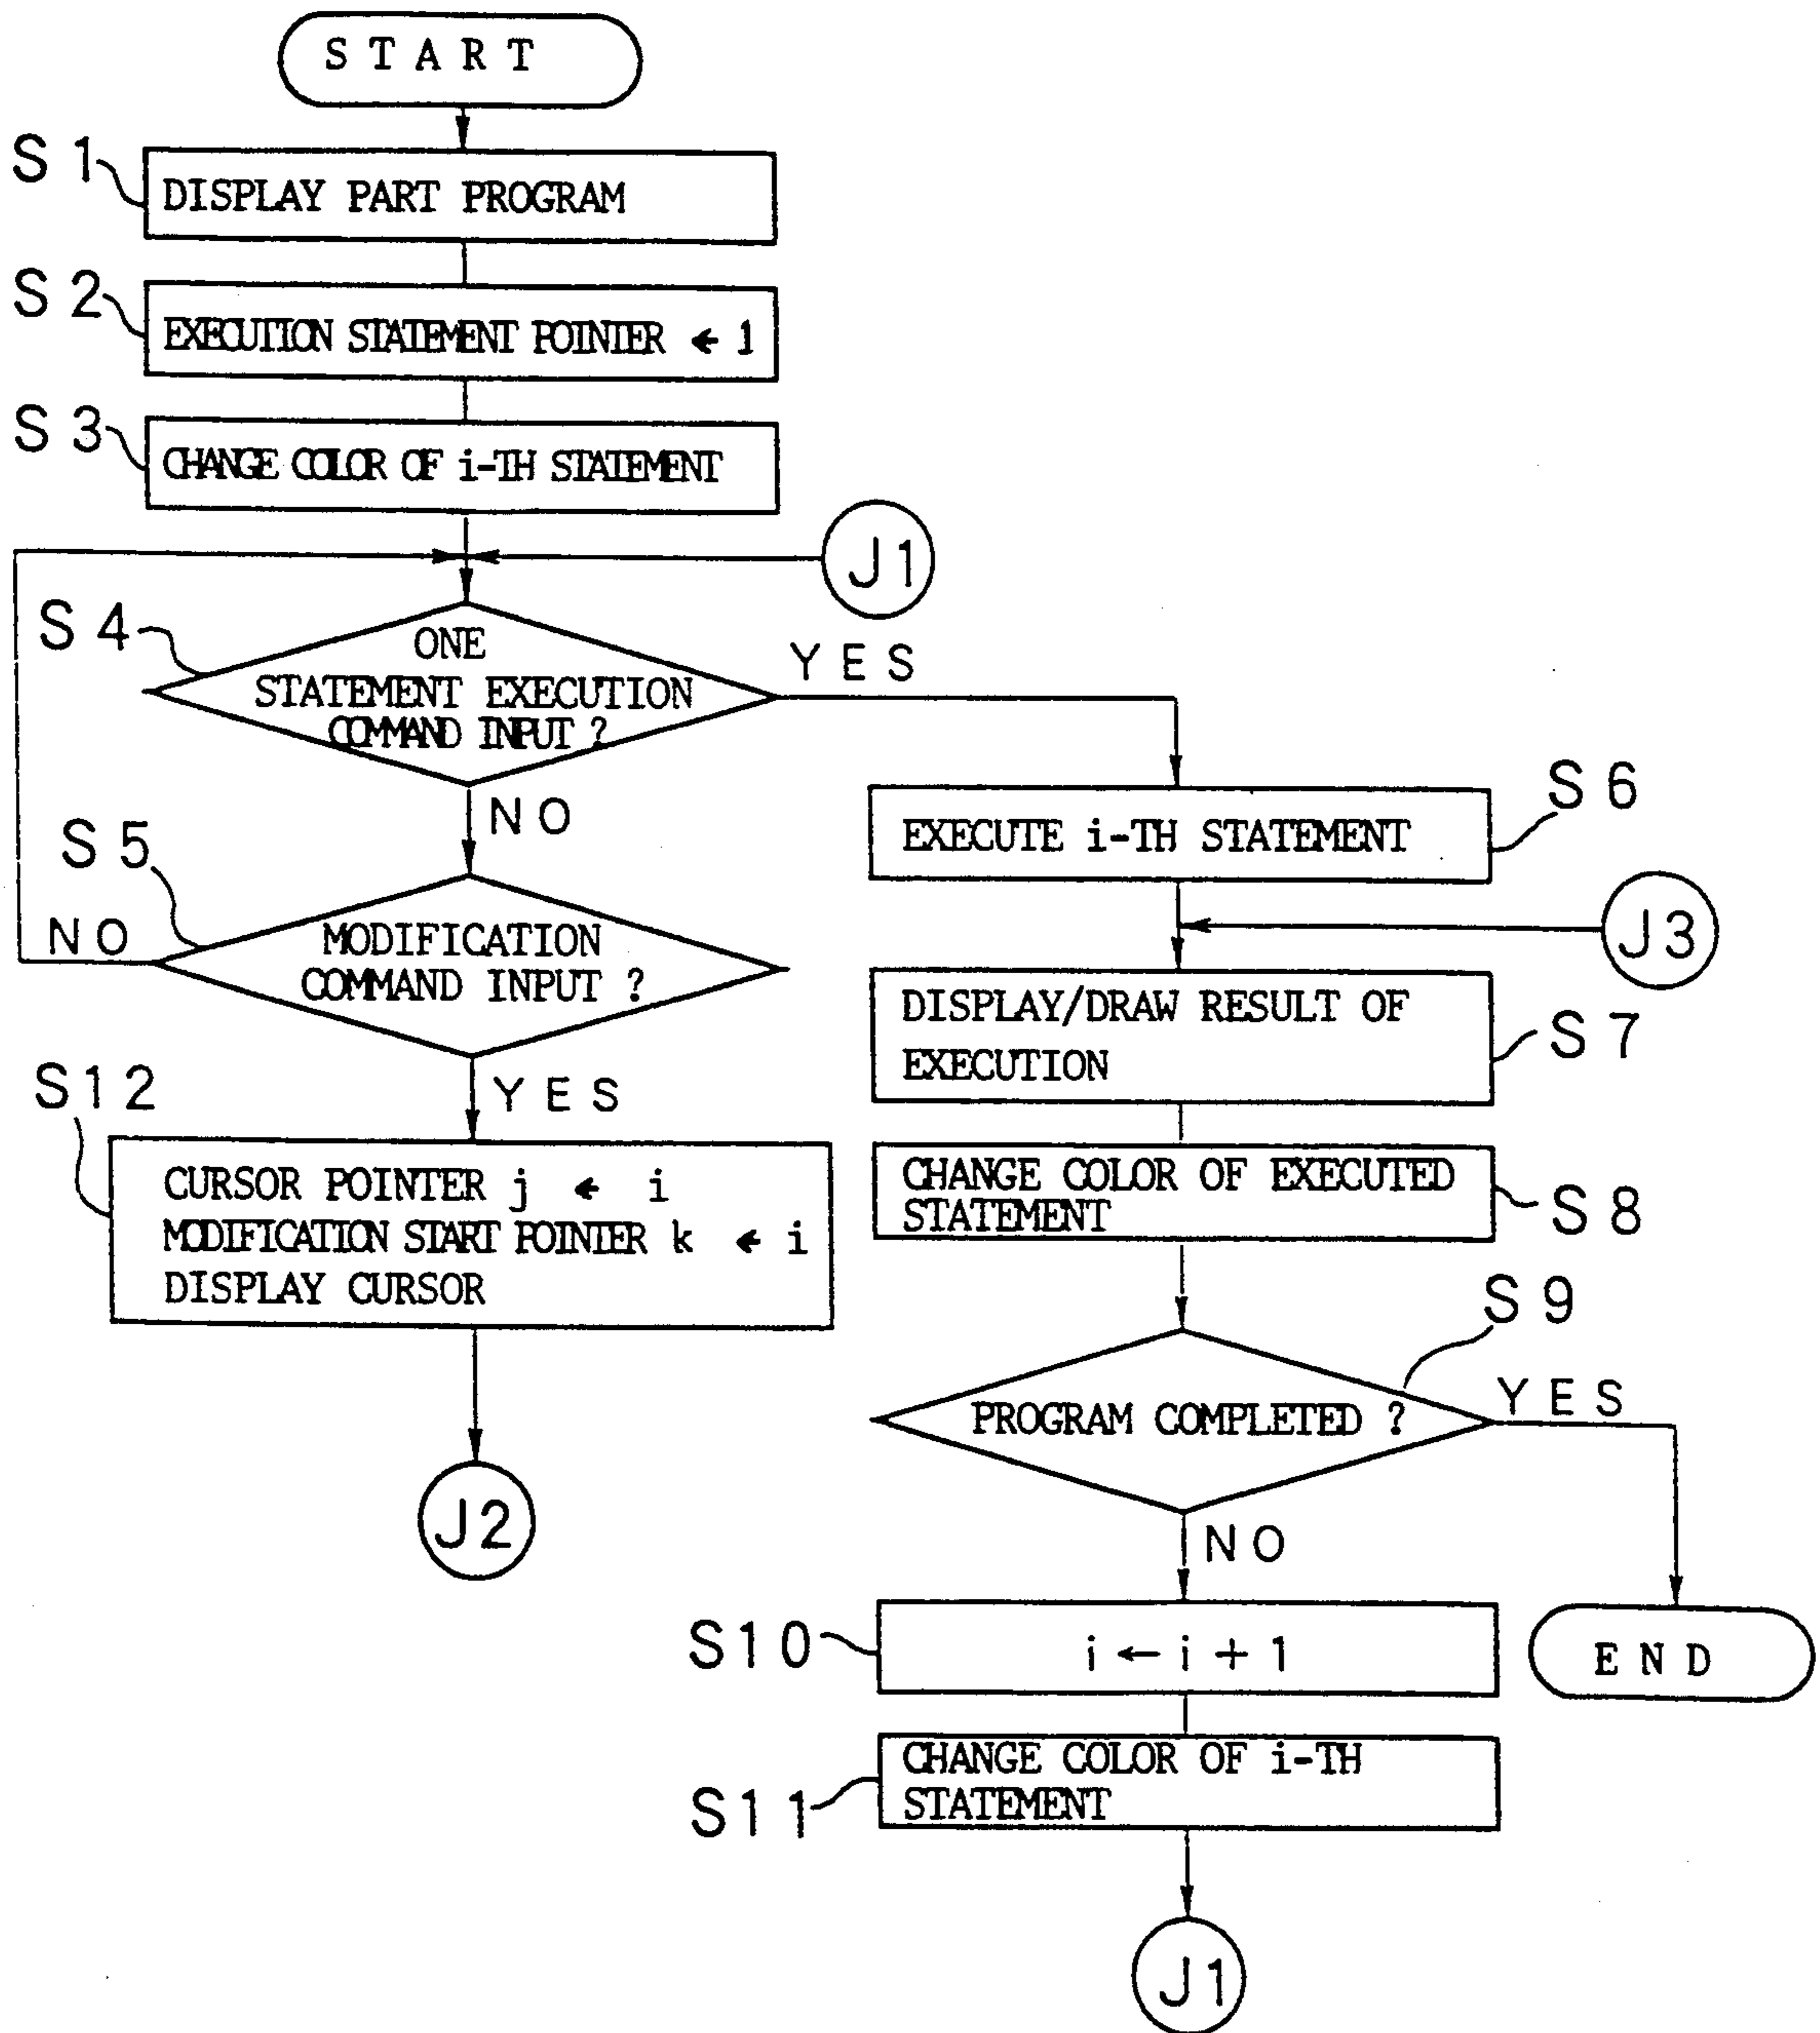 START
S1
DISPLAY PART PROGRAM
S2
EXECUTION STATEMENT POINTER ← 1
S3
CHANGE COLOR OF i-TH STATEMENT
J1
S4
ONE
STATEMENT EXECUTION
COMMAND INPUT ?
YES
NO
S5
MODIFICATION
COMMAND INPUT ?
NO
YES
S12
CURSOR POINTER j ← i
MODIFICATION START POINTER k ← i
DISPLAY CURSOR
J2
S6
EXECUTE i-TH STATEMENT
J3
S7
DISPLAY/DRAW RESULT OF
EXECUTION
S8
CHANGE COLOR OF EXECUTED
STATEMENT
S9
PROGRAM COMPLETED ?
YES
NO
END
S10
i ← i + 1
S11
CHANGE COLOR OF i-TH
STATEMENT
J1